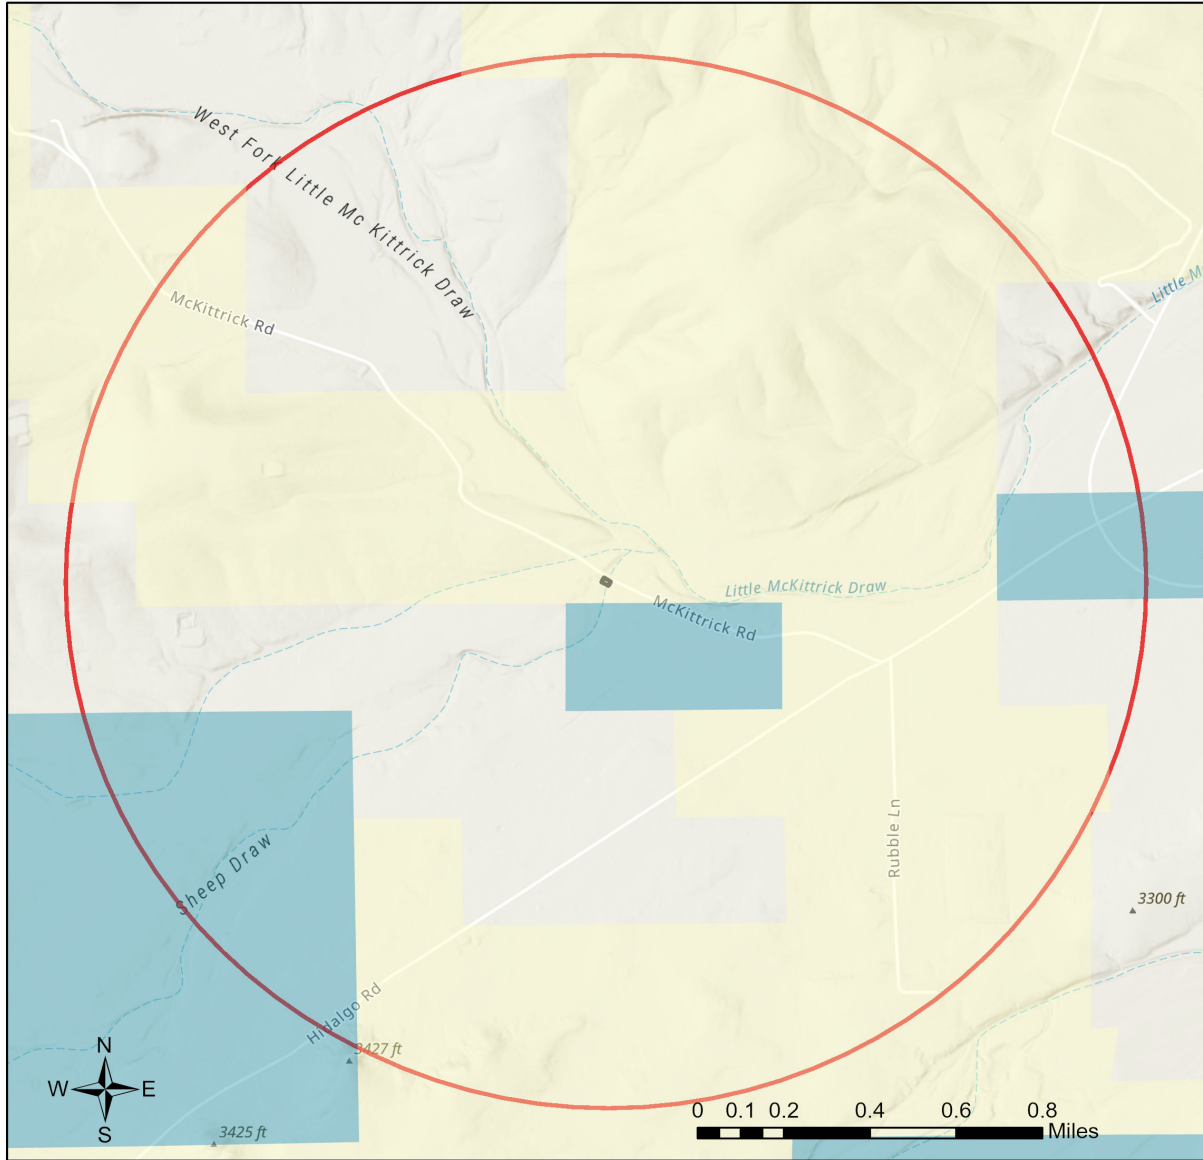 West Fork Little Mc Kittrick Draw
McKittrick Rd
Little M
Little McKittrick Draw
McKittrick Rd
Rubble Ln
Sheep Draw
3300 ft
Hidalgo Rd
3427 ft
3425 ft
N
W E
S
0 0.1 0.2 0.4 0.6 0.8
Miles